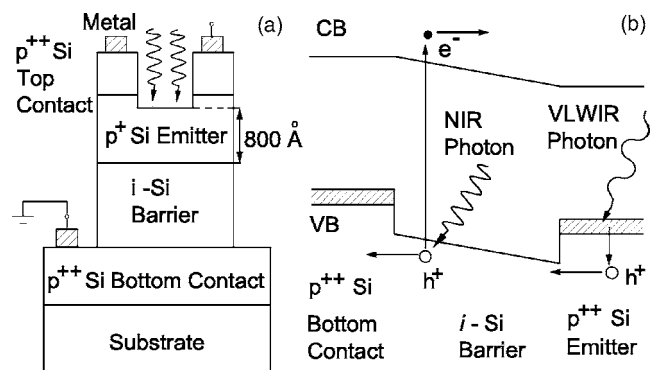 Metal
(a)
p++ Si
Top
Contact
p+ Si Emitter
800 Å
i -Si
Barrier
p++ Si Bottom Contact
Substrate
(b)
CB
e-
NIR
Photon
VLWIR
Photon
VB
h+
h+
p++ Si
Bottom
Contact
i - Si
Barrier
p++ Si
Emitter